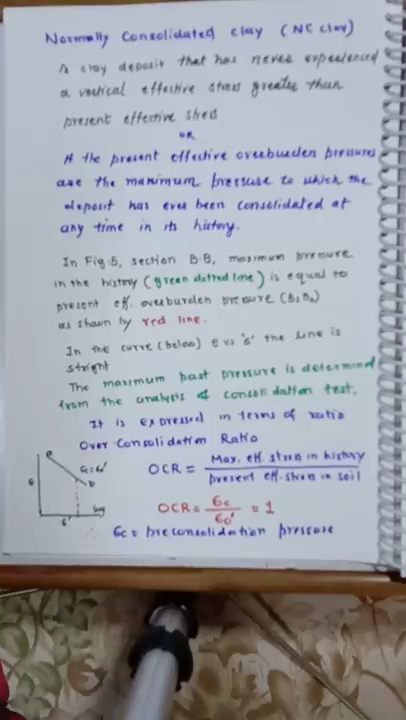 Normally Consolidated clay (NC clay)
A clay deposit that has never experienced
a vertical effective stress greater than
present effective stress
OR
If the present effective overburden pressures
are the maximum pressure to which the
deposit has ever been consolidated at
any time in its history.
In Fig 5, section B-B, maximum pressure
in the history (green dotted line) is equal to
present eff. overburden pressure
as shown by red line.
In the curve (below) E vs σ' the line is
stright
The maximum past pressure is determined
from the analysis of consolidation test.
It is expressed in terms of ratio
Over Consolidation Ratio
OCR = Max. eff stress in history / present eff. stress in soil
OCR = σc / σo' = 1
σc = preconsolidation pressure
e
σ'